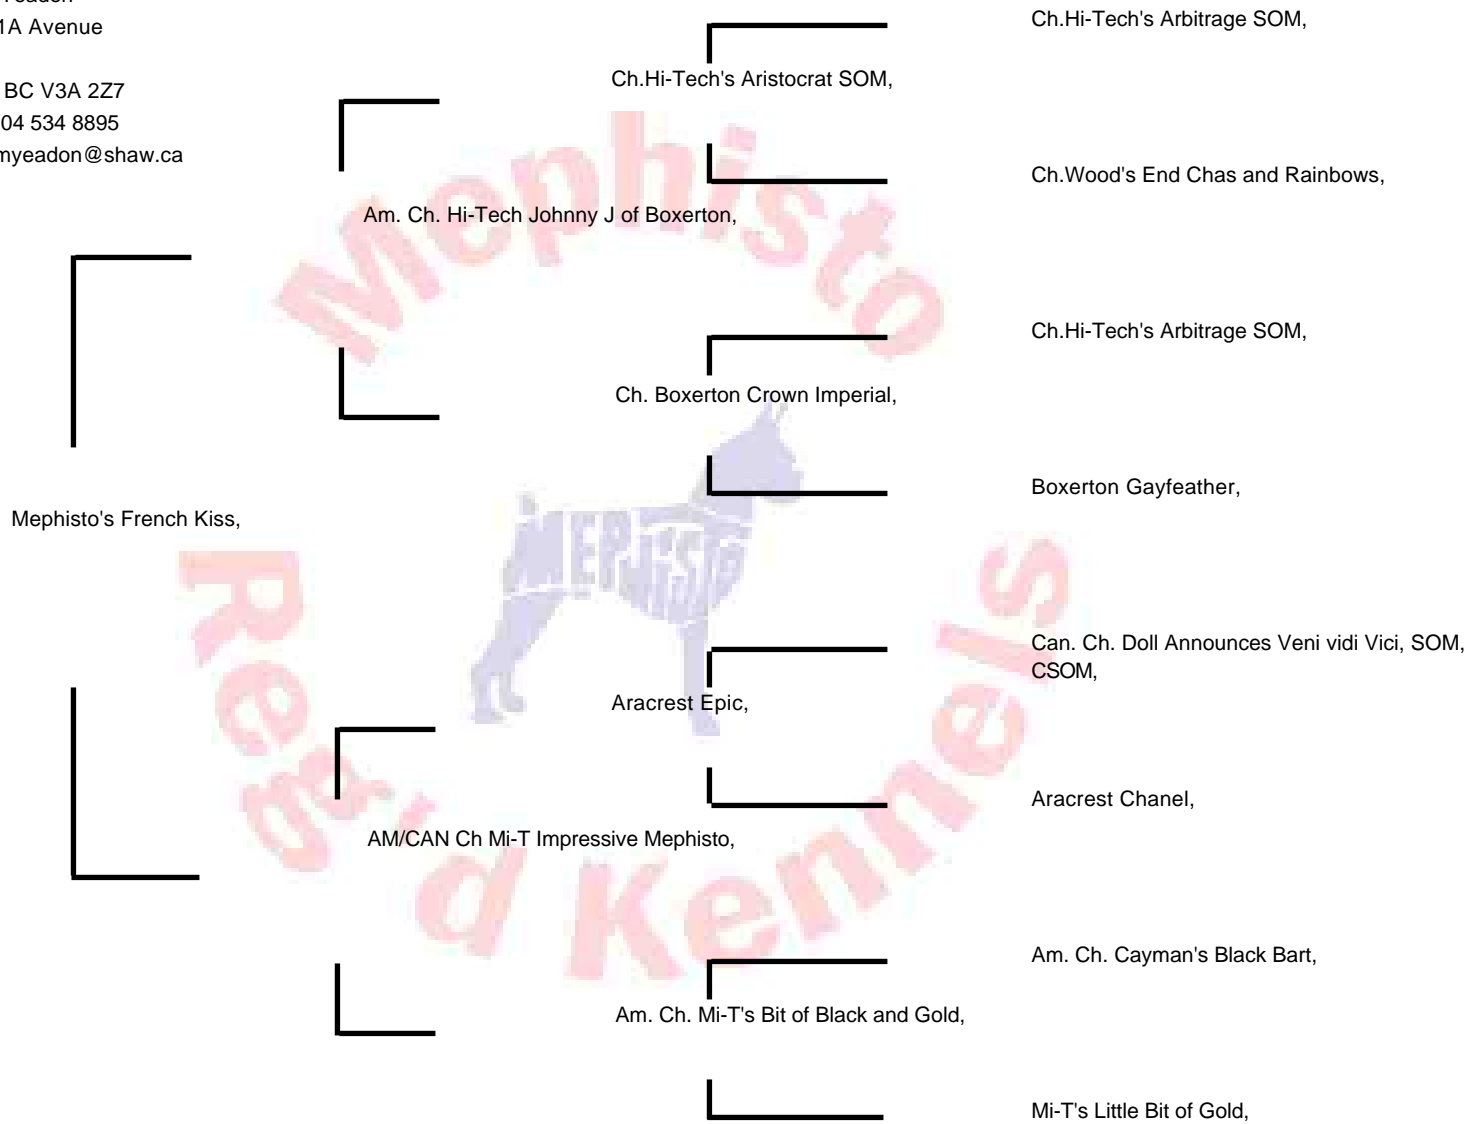 1A Avenue
BC V3A 2Z7
04 534 8895
myeadon@shaw.ca
Ch.Hi-Tech's Arbitrage SOM,
Ch.Hi-Tech's Aristocrat SOM,
Ch.Wood's End Chas and Rainbows,
Am. Ch. Hi-Tech Johnny J of Boxerton,
Ch.Hi-Tech's Arbitrage SOM,
Ch. Boxerton Crown Imperial,
Boxerton Gayfeather,
Mephisto's French Kiss,
Can. Ch. Doll Announces Veni vidi Vici, SOM,
CSOM,
Aracrest Epic,
Aracrest Chanel,
AM/CAN Ch Mi-T Impressive Mephisto,
Am. Ch. Cayman's Black Bart,
Am. Ch. Mi-T's Bit of Black and Gold,
Mi-T's Little Bit of Gold,
Mephisto
MEPHISTO
Reg'd Kennels